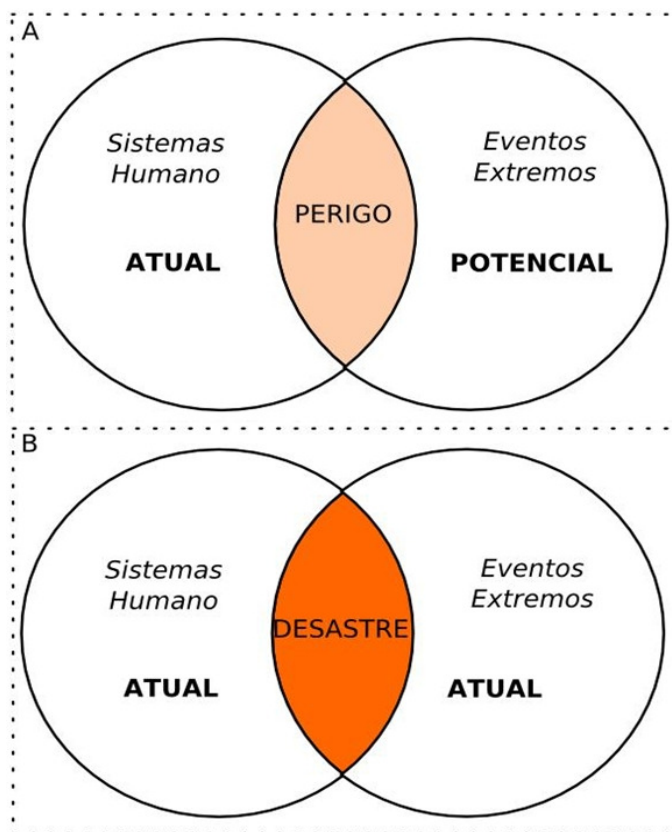 A
Sistemas
Humano
ATUAL
PERIGO
Eventos
Extremos
POTENCIAL
B
Sistemas
Humano
ATUAL
DESASTRE
Eventos
Extremos
ATUAL